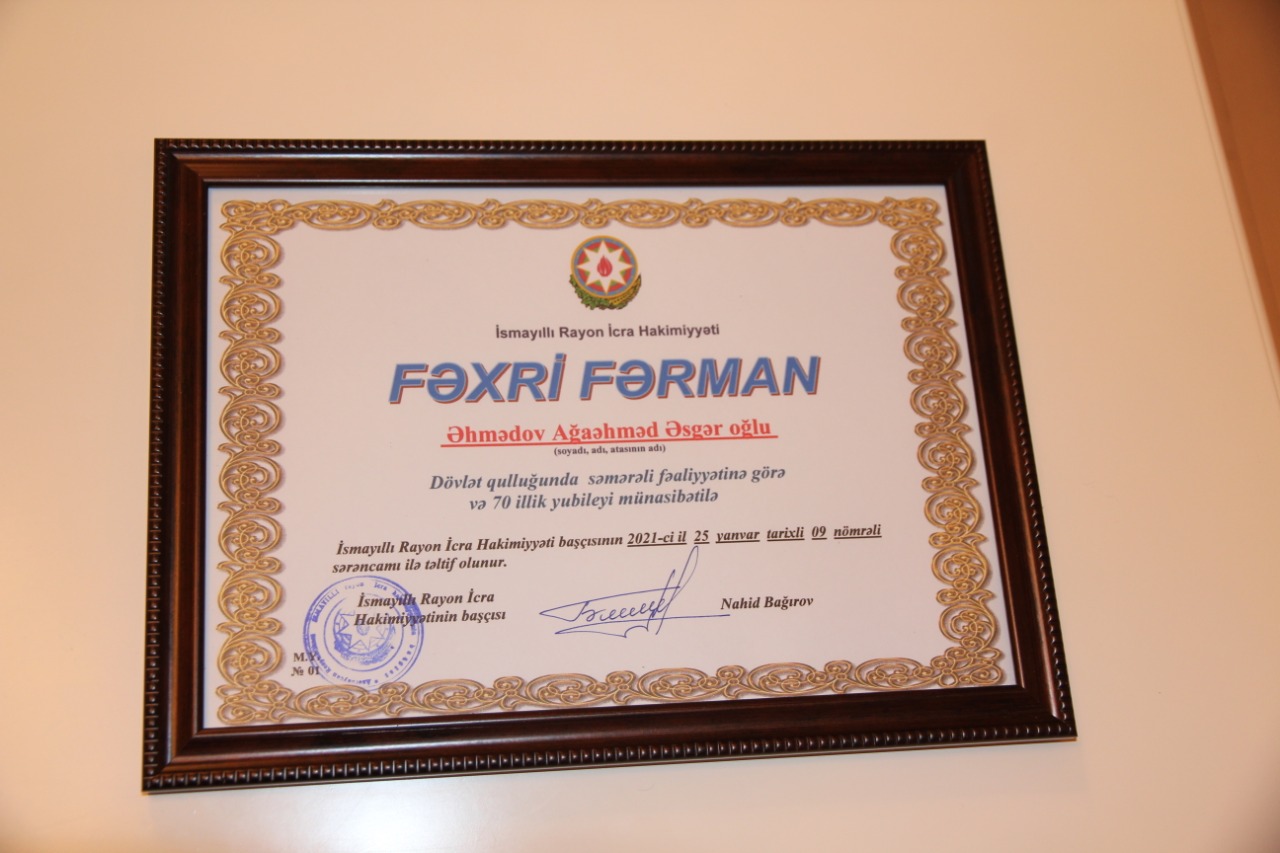 İsmayıllı Rayon İcra Hakimiyyəti
FƏXRİ FƏRMAN
Əhmədov Ağaəhməd Əsgər oğlu
(soyadı, adı, atasının adı)
Dövlət qulluğunda səmərəli fəaliyyətinə görə
və 70 illik yubileyi münasibətilə
İsmayıllı Rayon İcra Hakimiyyəti başçısının 2021-ci il 25 yanvar tarixli 09 nömrəli
sərəncamı ilə təltif olunur.
İsmayıllı Rayon İcra
Hakimiyyətinin başçısı
Nahid Bağırov
M.Y.
№ 01